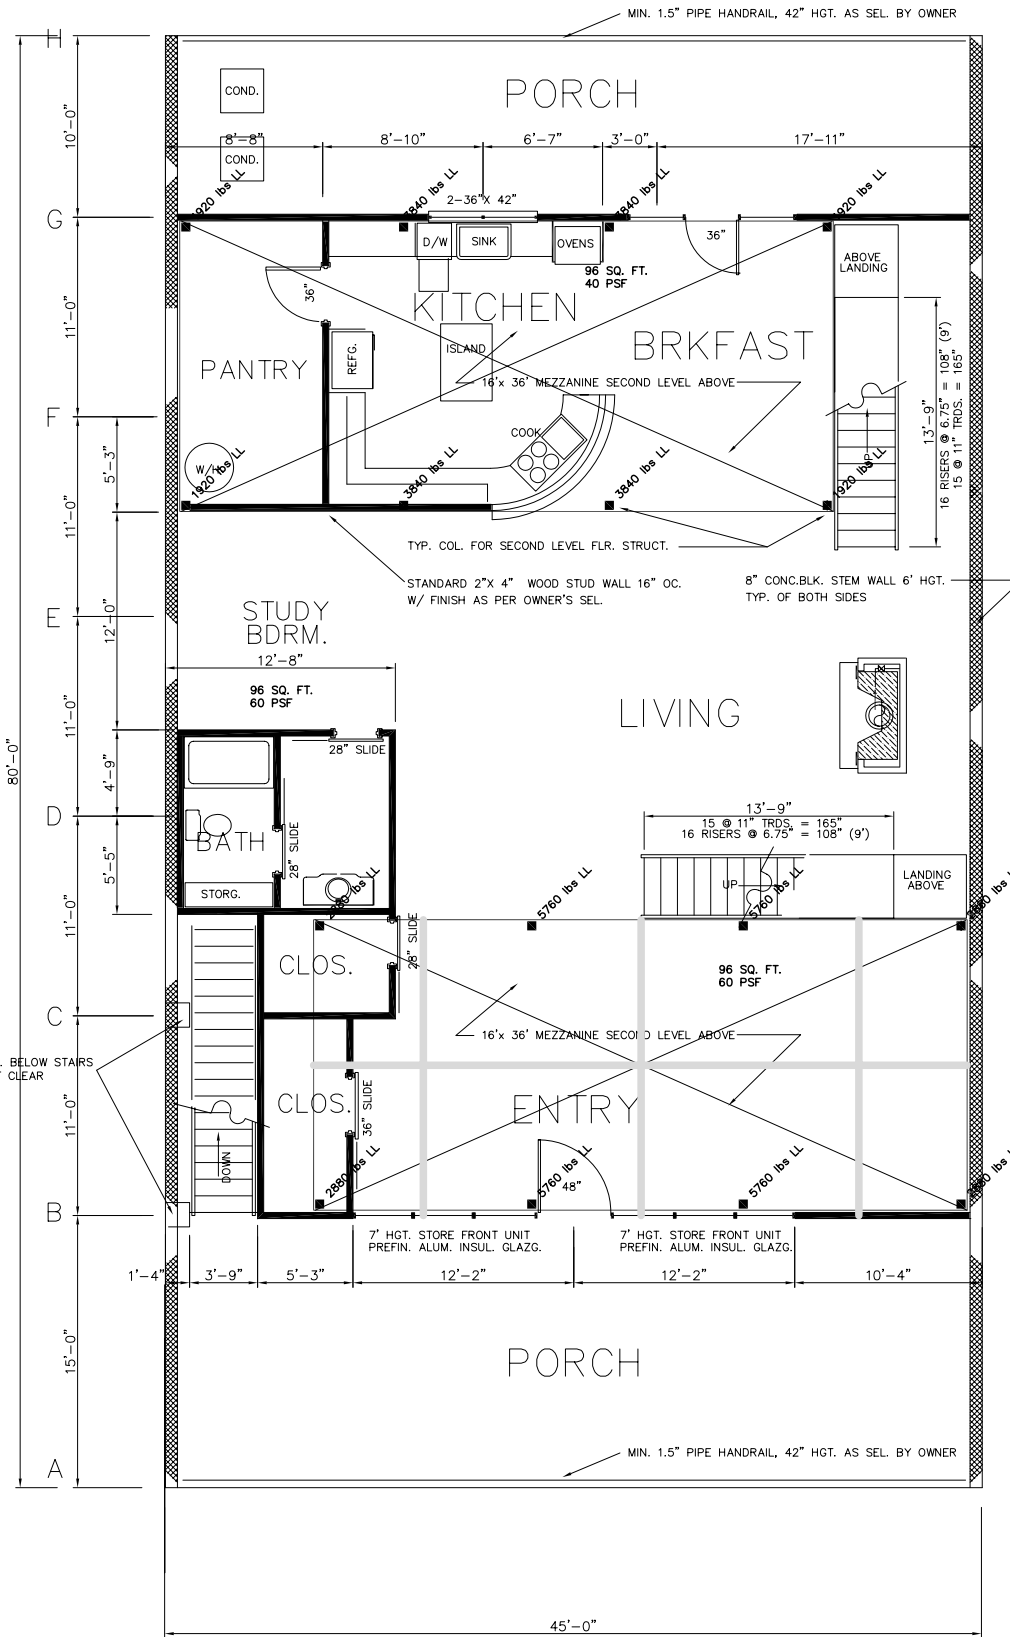 MIN. 1.5" PIPE HANDRAIL, 42" HGT. AS SEL. BY OWNER
H
COND.
PORCH
10'-0"
8'-8"
8'-10"
6'-7"
3'-0"
17'-11"
COND.
1920 lbs LL
3840 lbs LL
3840 lbs LL
1920 lbs LL
2-36"X 42"
G
D/W
SINK
OVENS
36"
ABOVE
LANDING
96 SQ. FT.
40 PSF
36"
KITCHEN
11'-0"
PANTRY
REFG.
ISLAND
BRKFAST
16'x 36' MEZZANINE SECOND LEVEL ABOVE
13'-9"
16 RISERS @ 6.75" = 108" (9')
15 @ 11" TRDS. = 165"
F
COOK
UP
5'-3"
W/H
1920 lbs LL
3840 lbs LL
3840 lbs LL
1920 lbs LL
11'-0"
TYP. COL. FOR SECOND LEVEL FLR. STRUCT.
STANDARD 2"X 4" WOOD STUD WALL 16" OC.
W/ FINISH AS PER OWNER'S SEL.
8" CONC.BLK. STEM WALL 6' HGT.
TYP. OF BOTH SIDES
E
12'-0"
STUDY
BDRM.
12'-8"
96 SQ. FT.
60 PSF
11'-0"
LIVING
28" SLIDE
80'-0"
4'-9"
D
13'-9"
15 @ 11" TRDS. = 165"
16 RISERS @ 6.75" = 108" (9')
BATH
28" SLIDE
5'-5"
STORG.
UP
LANDING
ABOVE
11'-0"
2880 lbs LL
5760 lbs LL
5760 lbs LL
28" SLIDE
CLOS.
96 SQ. FT.
60 PSF
C
16'x 36' MEZZANINE SECOND LEVEL ABOVE
BELOW STAIRS
CLEAR
11'-0"
CLOS.
36" SLIDE
ENTRY
DOWN
2880 lbs LL
5760 lbs LL
48"
5760 lbs LL
B
7' HGT. STORE FRONT UNIT
PREFIN. ALUM. INSUL. GLAZG.
7' HGT. STORE FRONT UNIT
PREFIN. ALUM. INSUL. GLAZG.
1'-4"
3'-9"
5'-3"
12'-2"
12'-2"
10'-4"
15'-0"
PORCH
MIN. 1.5" PIPE HANDRAIL, 42" HGT. AS SEL. BY OWNER
A
45'-0"